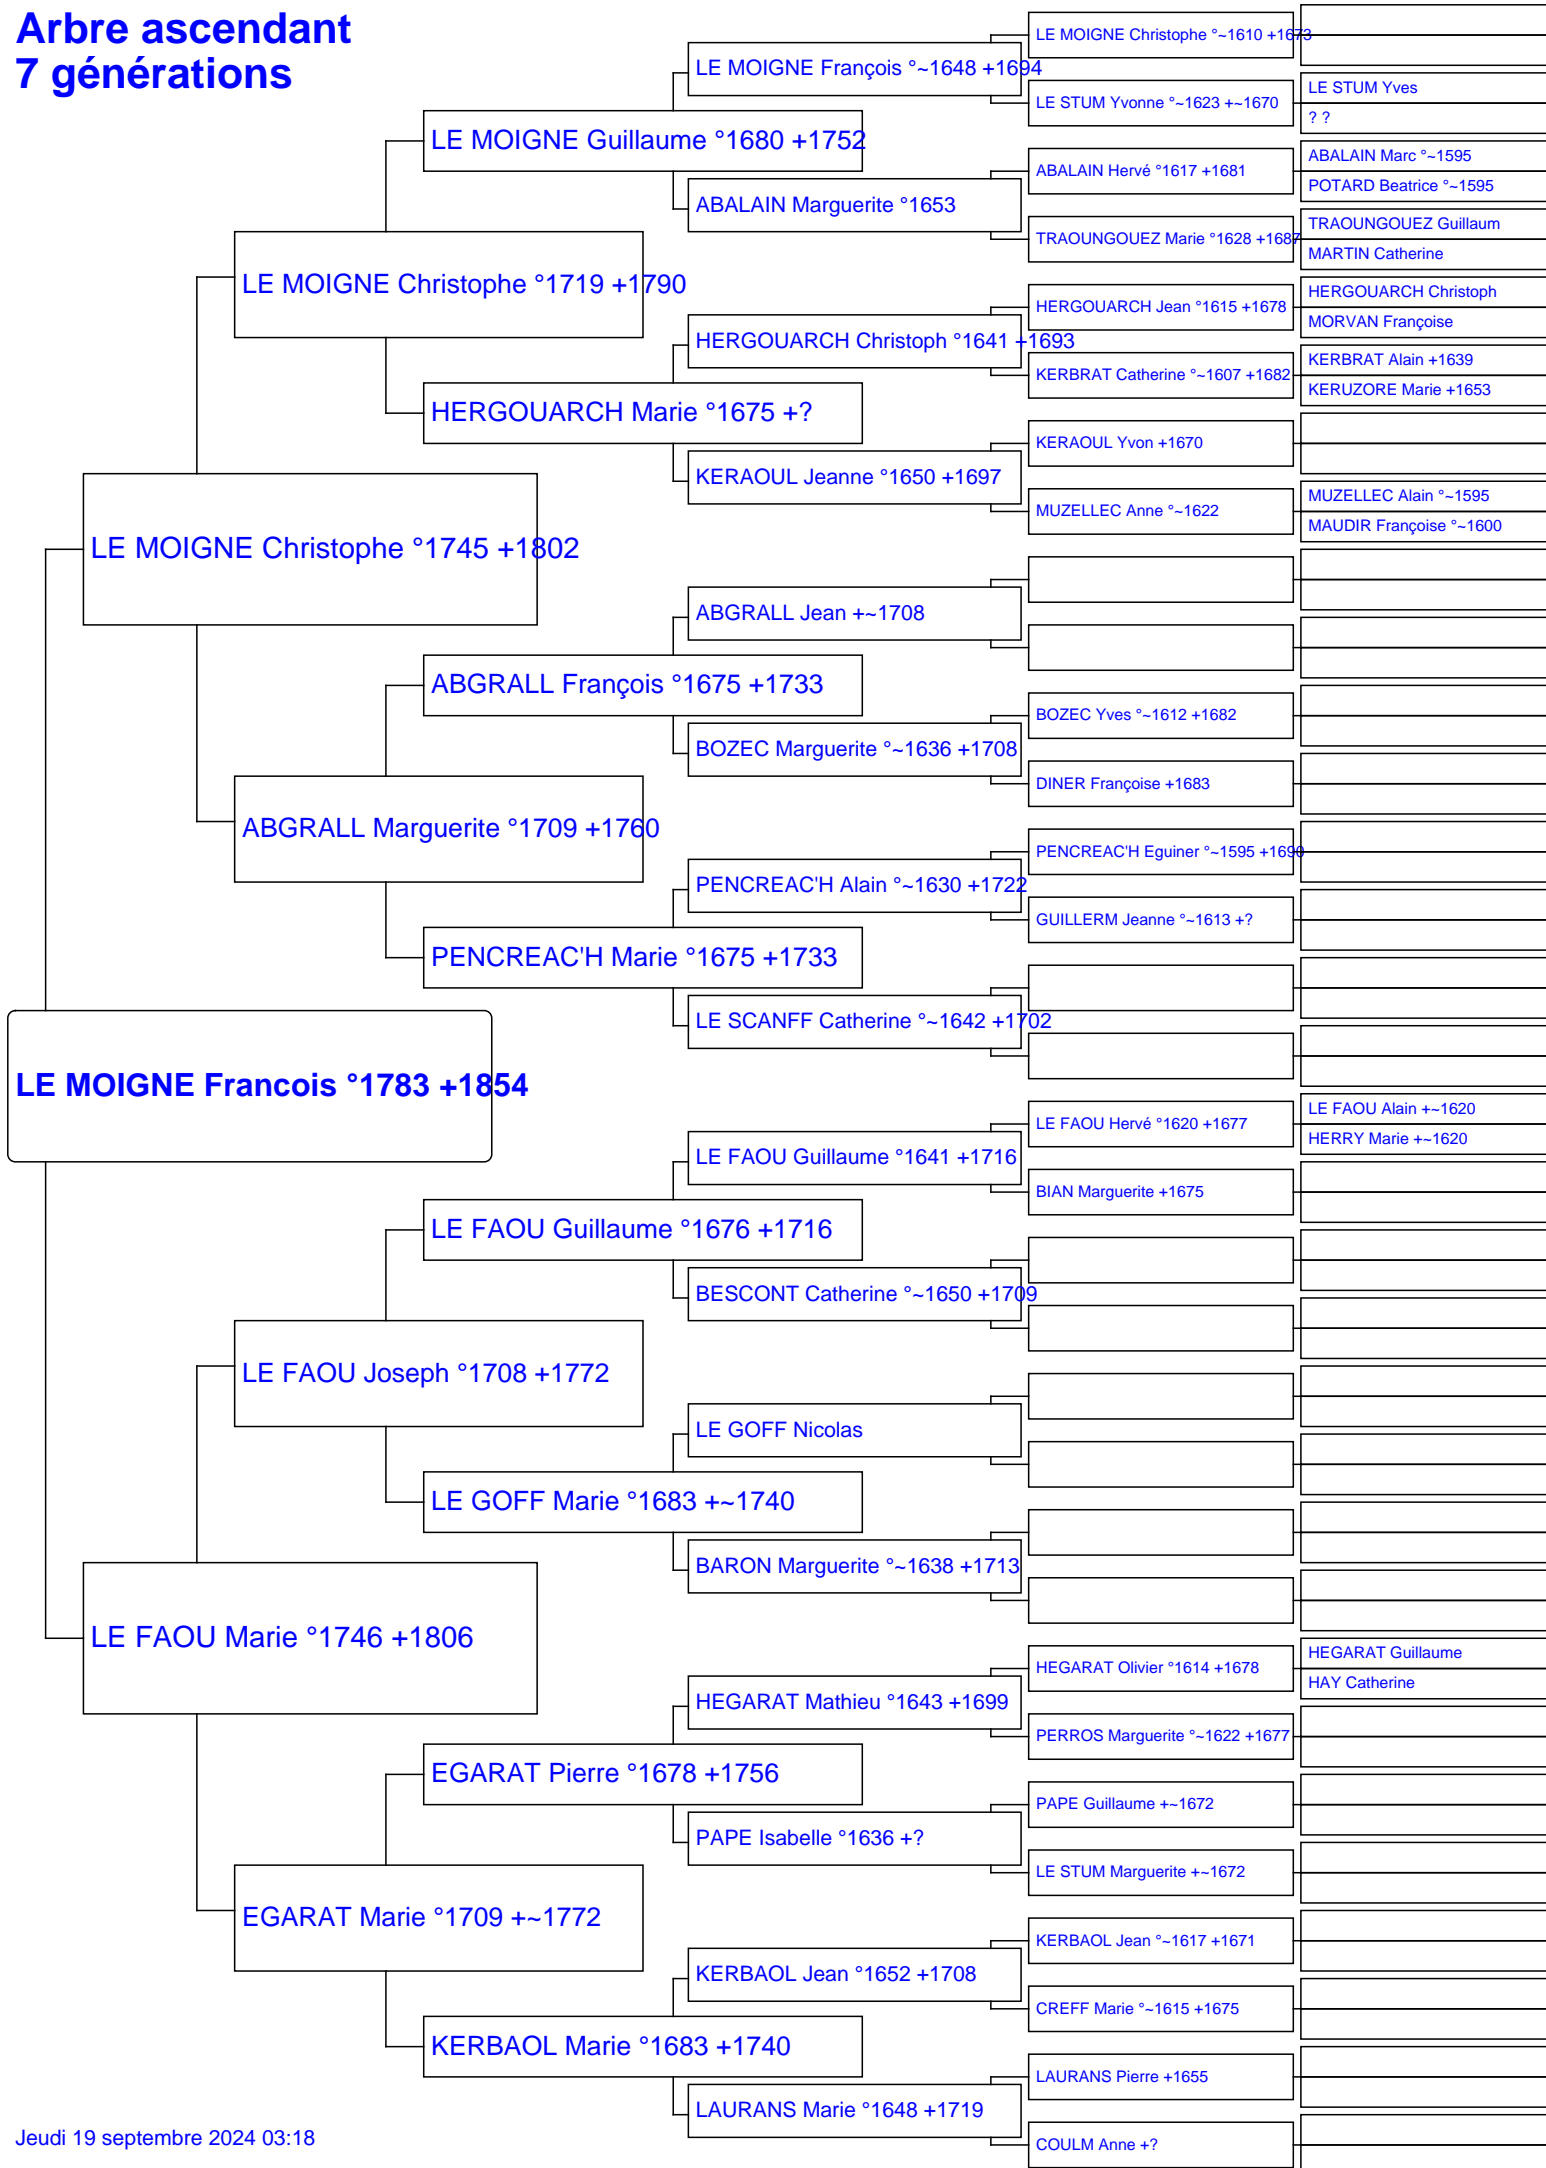 Arbre ascendant
7 générations
LE MOIGNE Christophe °~1610 +1673
LE MOIGNE François °~1648 +1694
LE STUM Yves
LE STUM Yvonne °~1623 +~1670
? ?
LE MOIGNE Guillaume °1680 +1752
ABALAIN Marc °~1595
ABALAIN Hervé °1617 +1681
POTARD Beatrice °~1595
ABALAIN Marguerite °1653
TRAOUNGOUEZ Guillaum
TRAOUNGOUEZ Marie °1628 +1687
MARTIN Catherine
LE MOIGNE Christophe °1719 +1790
HERGOUARCH Christoph
HERGOUARCH Jean °1615 +1678
MORVAN Françoise
HERGOUARCH Christoph °1641 +1693
KERBRAT Alain +1639
KERBRAT Catherine °~1607 +1682
KERUZORE Marie +1653
HERGOUARCH Marie °1675 +?
KERAOUL Yvon +1670
KERAOUL Jeanne °1650 +1697
MUZELLEC Alain °~1595
MUZELLEC Anne °~1622
MAUDIR Françoise °~1600
LE MOIGNE Christophe °1745 +1802
ABGRALL Jean +~1708
ABGRALL François °1675 +1733
BOZEC Yves °~1612 +1682
BOZEC Marguerite °~1636 +1708
DINER Françoise +1683
ABGRALL Marguerite °1709 +1760
PENCREAC'H Eguiner °~1595 +1690
PENCREAC'H Alain °~1630 +1722
GUILLERM Jeanne °~1613 +?
PENCREAC'H Marie °1675 +1733
LE SCANFF Catherine °~1642 +1702
LE MOIGNE Francois °1783 +1854
LE FAOU Alain +~1620
LE FAOU Hervé °1620 +1677
HERRY Marie +~1620
LE FAOU Guillaume °1641 +1716
BIAN Marguerite +1675
LE FAOU Guillaume °1676 +1716
BESCONT Catherine °~1650 +1709
LE FAOU Joseph °1708 +1772
LE GOFF Nicolas
LE GOFF Marie °1683 +~1740
BARON Marguerite °~1638 +1713
LE FAOU Marie °1746 +1806
HEGARAT Guillaume
HEGARAT Olivier °1614 +1678
HAY Catherine
HEGARAT Mathieu °1643 +1699
PERROS Marguerite °~1622 +1677
EGARAT Pierre °1678 +1756
PAPE Guillaume +~1672
PAPE Isabelle °1636 +?
LE STUM Marguerite +~1672
EGARAT Marie °1709 +~1772
KERBAOL Jean °~1617 +1671
KERBAOL Jean °1652 +1708
CREFF Marie °~1615 +1675
KERBAOL Marie °1683 +1740
LAURANS Pierre +1655
LAURANS Marie °1648 +1719
COULM Anne +?
Jeudi 19 septembre 2024 03:18